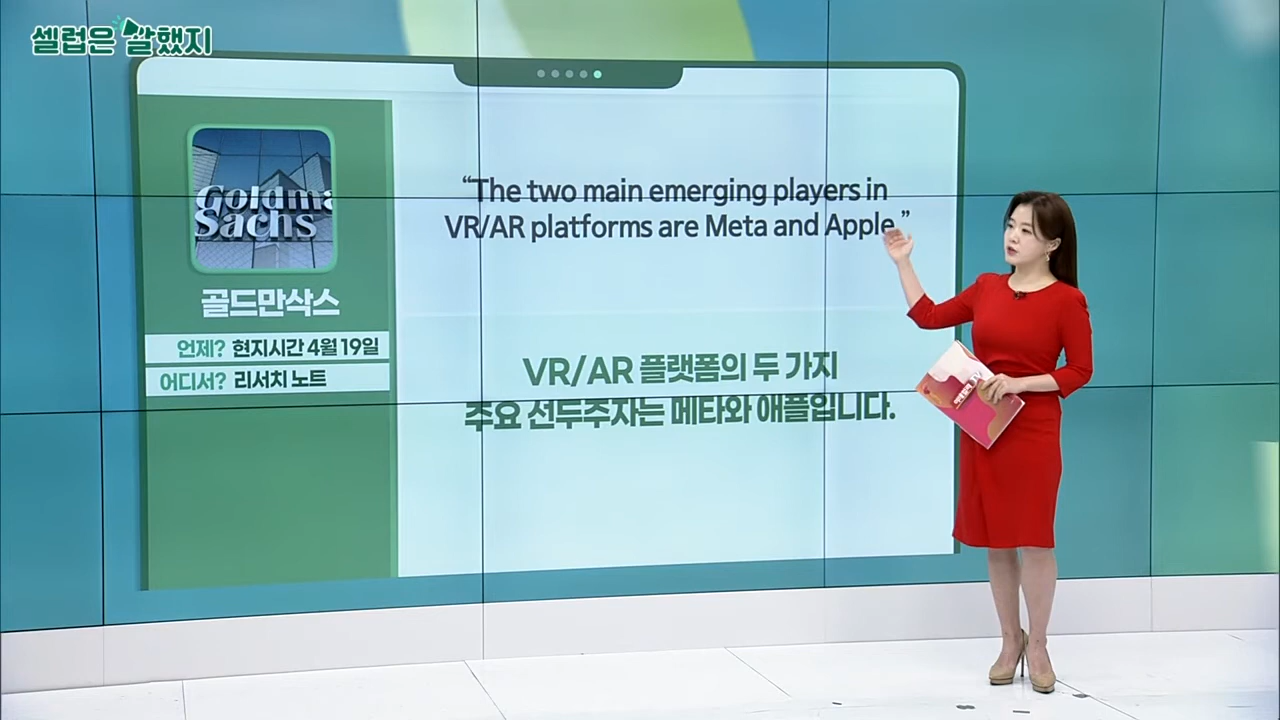 셀럽은 말했지
Goldma
Sachs
골드만삭스
언제? 현지시간 4월 19일
어디서? 리서치 노트
“The two main emerging players in
VR/AR platforms are Meta and Apple.”
VR/AR 플랫폼의 두 가지
주요 선두주자는 메타와 애플입니다.